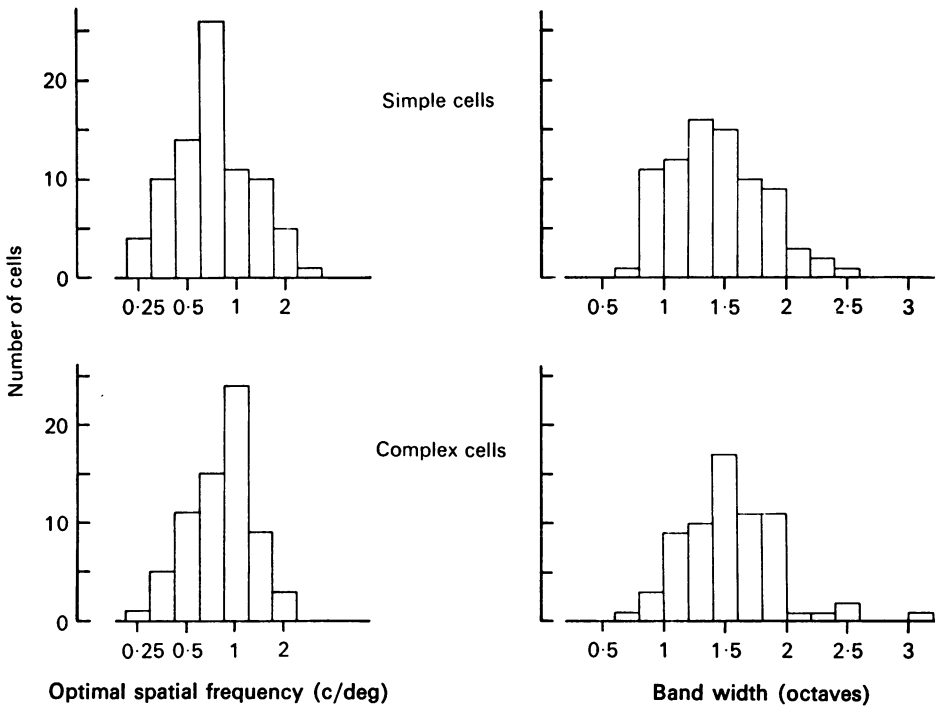 20
10
0
0·25 0·5 1 2
Simple cells
0·5 1 1·5 2 2·5 3
Number of cells
20
10
0
0·25 0·5 1 2
Complex cells
0·5 1 1·5 2 2·5 3
Optimal spatial frequency (c/deg)
Band width (octaves)